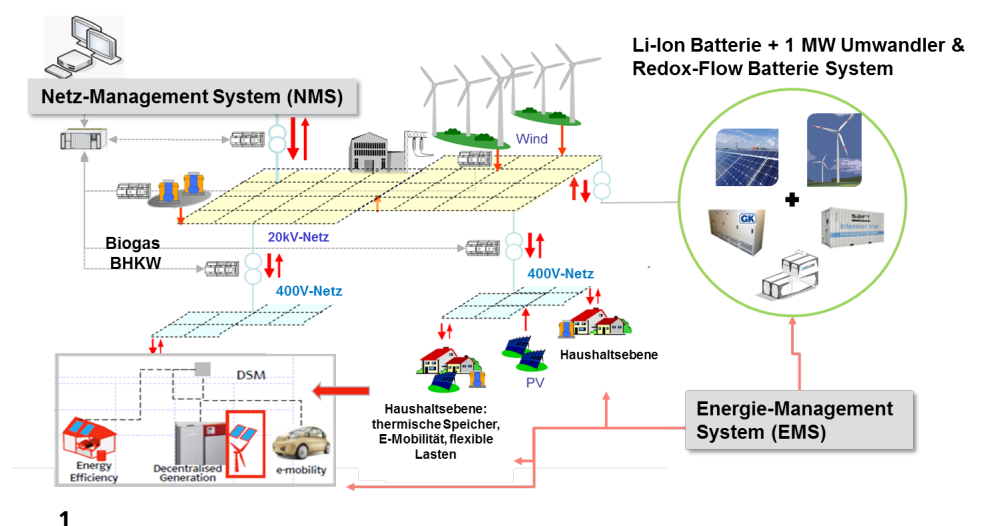 Li-Ion Batterie + 1 MW Umwandler &
Redox-Flow Batterie System
Netz-Management System (NMS)
Wind
GK
SAFT
20kV-Netz
Biogas
BHKW
400V-Netz
400V-Netz
Haushaltsebene
PV
DSM
Haushaltsebene:
thermische Speicher,
E-Mobilität, flexible
Lasten
Energie-Management
System (EMS)
Energy
Efficiency
Decentralised
Generation
e-mobility
1